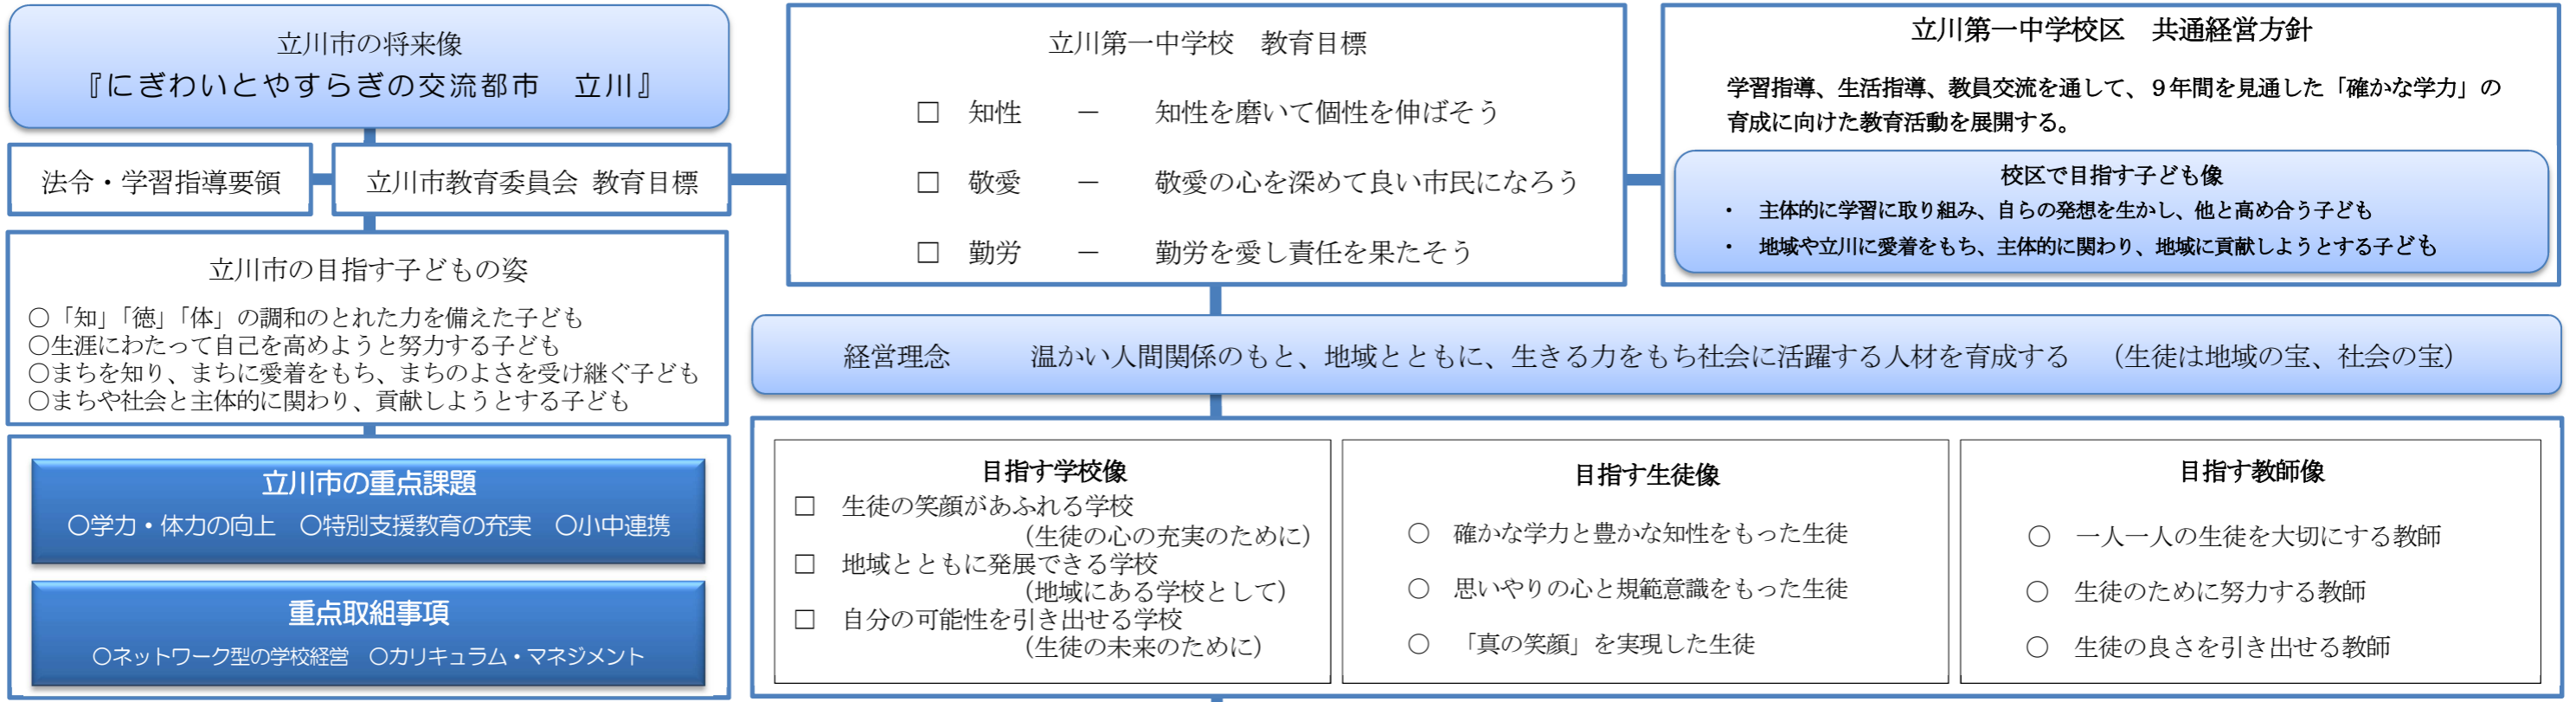 立川市の将来像
『にぎわいとやすらぎの交流都市　立川』
法令・学習指導要領
立川市教育委員会 教育目標
立川市の目指す子どもの姿
○「知」「徳」「体」の調和のとれた力を備えた子ども
○生涯にわたって自己を高めようと努力する子ども
○まちを知り、まちに愛着をもち、まちのよさを受け継ぐ子ども
○まちや社会と主体的に関わり、貢献しようとする子ども
立川市の重点課題
○学力・体力の向上　○特別支援教育の充実　○小中連携
重点取組事項
○ネットワーク型の学校経営　○カリキュラム・マネジメント
立川第一中学校　教育目標
□　知性　　－　　知性を磨いて個性を伸ばそう
□　敬愛　　－　　敬愛の心を深めて良い市民になろう
□　勤労　　－　　勤労を愛し責任を果たそう
立川第一中学校区　共通経営方針
学習指導、生活指導、教員交流を通して、９年間を見通した「確かな学力」の
育成に向けた教育活動を展開する。
校区で目指す子ども像
・　主体的に学習に取り組み、自らの発想を生かし、他と高め合う子ども
・　地域や立川に愛着をもち、主体的に関わり、地域に貢献しようとする子ども
経営理念　　　温かい人間関係のもと、地域とともに、生きる力をもち社会に活躍する人材を育成する　（生徒は地域の宝、社会の宝）
目指す学校像
□　生徒の笑顔があふれる学校
（生徒の心の充実のために）
□　地域とともに発展できる学校
（地域にある学校として）
□　自分の可能性を引き出せる学校
（生徒の未来のために）
目指す生徒像
○　確かな学力と豊かな知性をもった生徒
○　思いやりの心と規範意識をもった生徒
○　「真の笑顔」を実現した生徒
目指す教師像
○　一人一人の生徒を大切にする教師
○　生徒のために努力する教師
○　生徒の良さを引き出せる教師